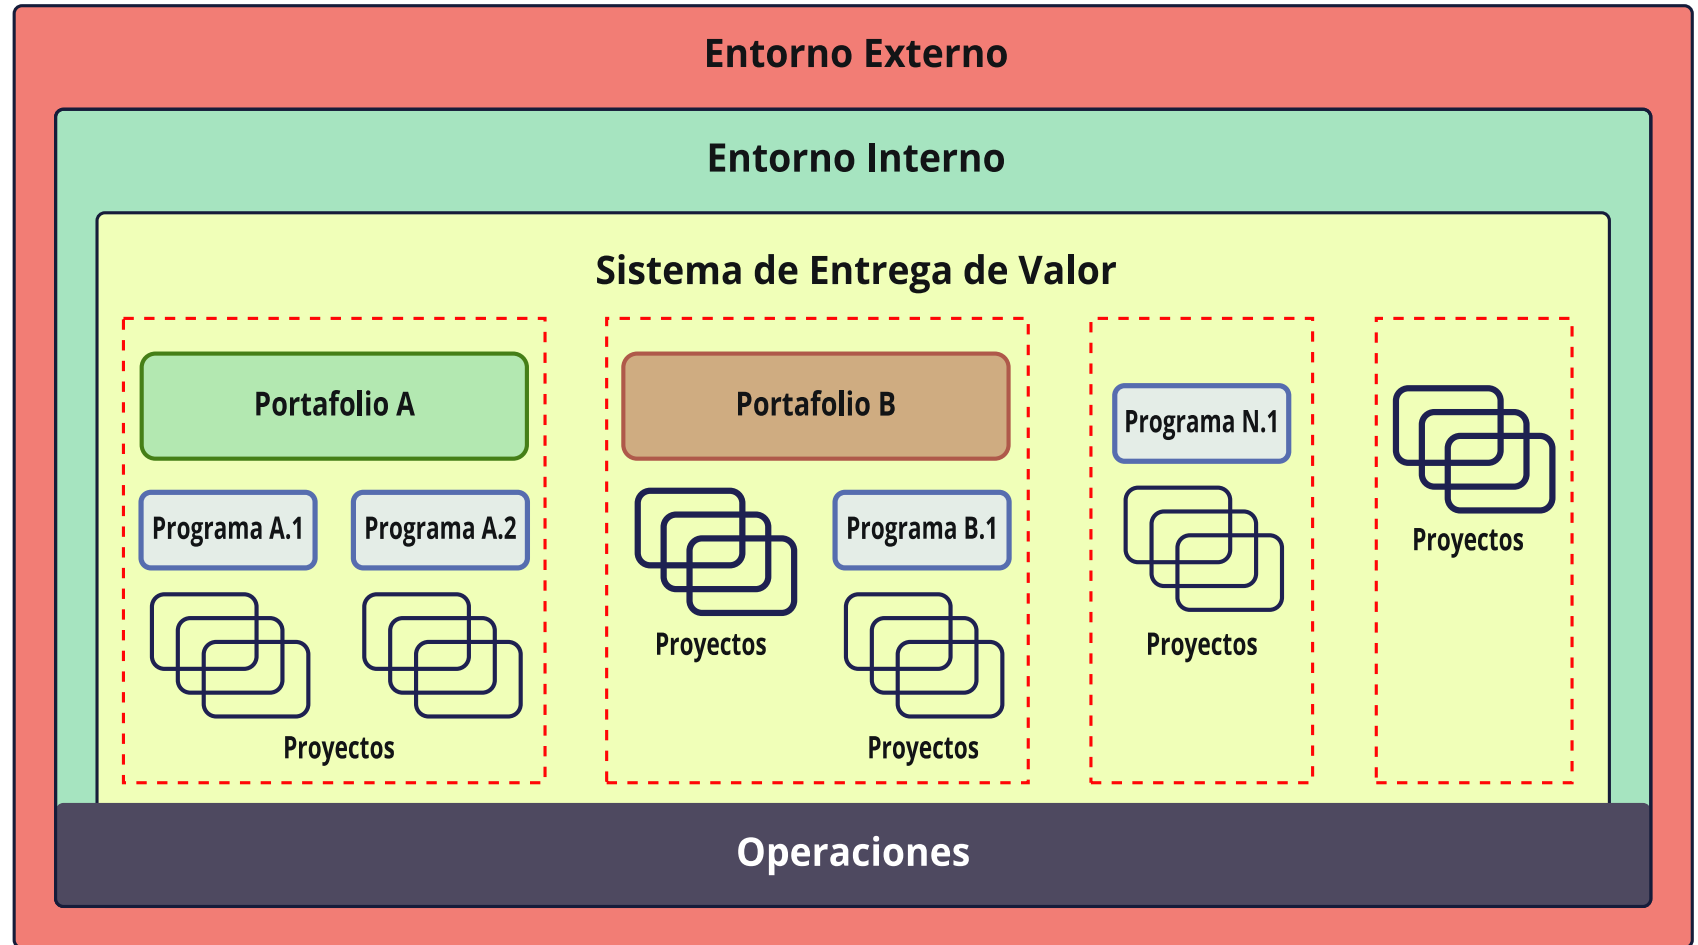 Entorno Externo
Entorno Interno
Sistema de Entrega de Valor
Portafolio A
Programa A.1
Programa A.2
Proyectos
Portafolio B
Proyectos
Programa B.1
Proyectos
Programa N.1
Proyectos
Proyectos
Operaciones